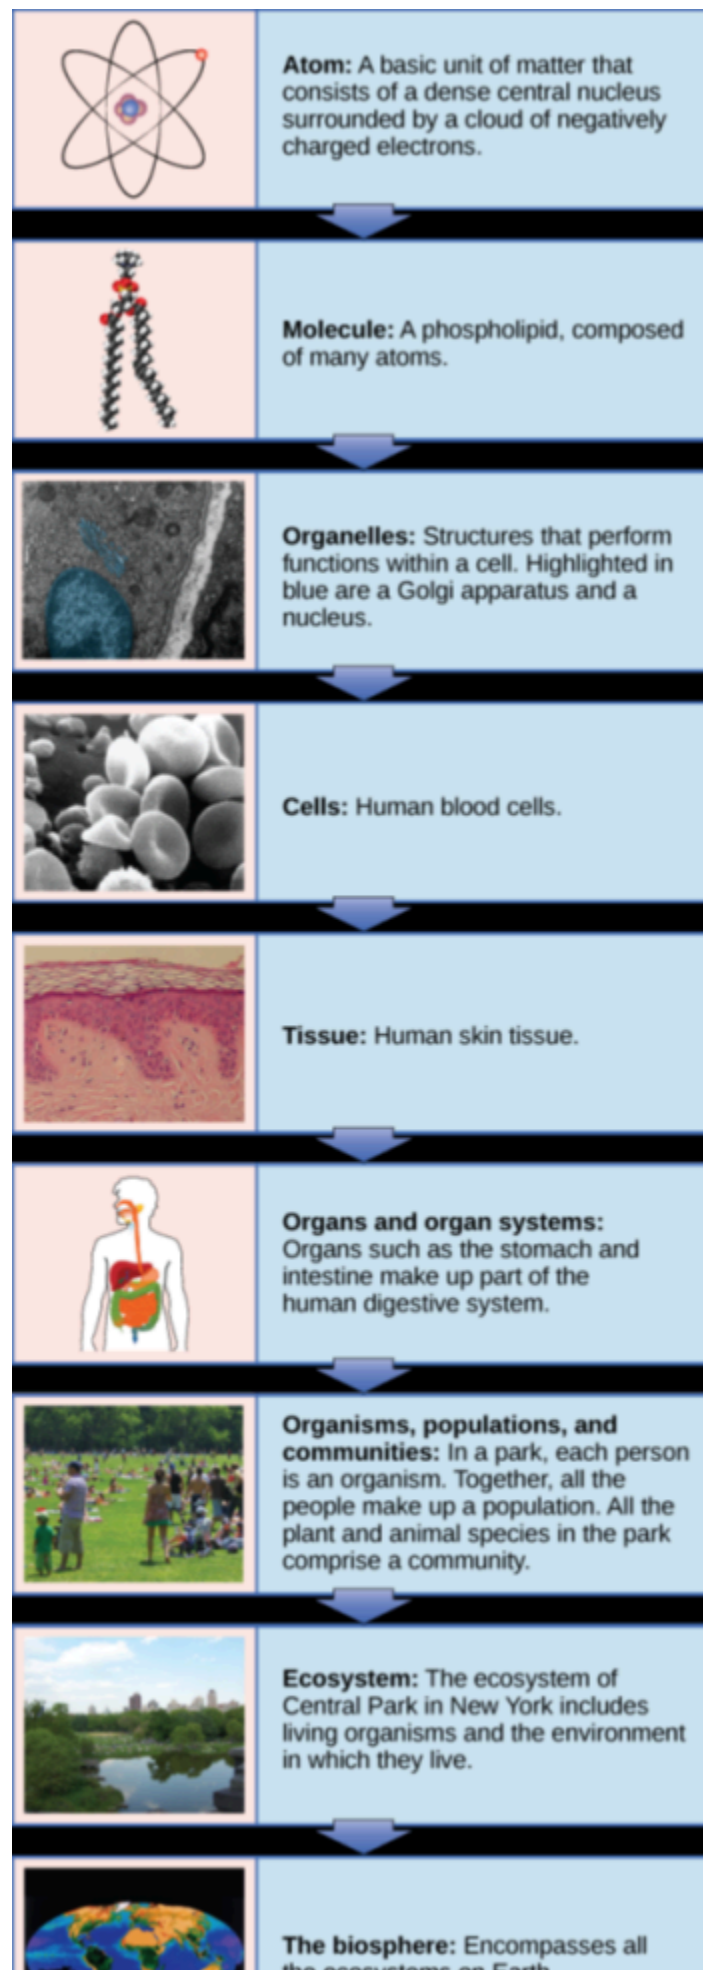 Atom: A basic unit of matter that
consists of a dense central nucleus
surrounded by a cloud of negatively
charged electrons.
Molecule: A phospholipid, composed
of many atoms.
Organelles: Structures that perform
functions within a cell. Highlighted in
blue are a Golgi apparatus and a
nucleus.
Cells: Human blood cells.
Tissue: Human skin tissue.
Organs and organ systems:
Organs such as the stomach and
intestine make up part of the
human digestive system.
Organisms, populations, and
communities: In a park, each person
is an organism. Together, all the
people make up a population. All the
plant and animal species in the park
comprise a community.
Ecosystem: The ecosystem of
Central Park in New York includes
living organisms and the environment
in which they live.
The biosphere: Encompasses all
the ecosystems on Earth